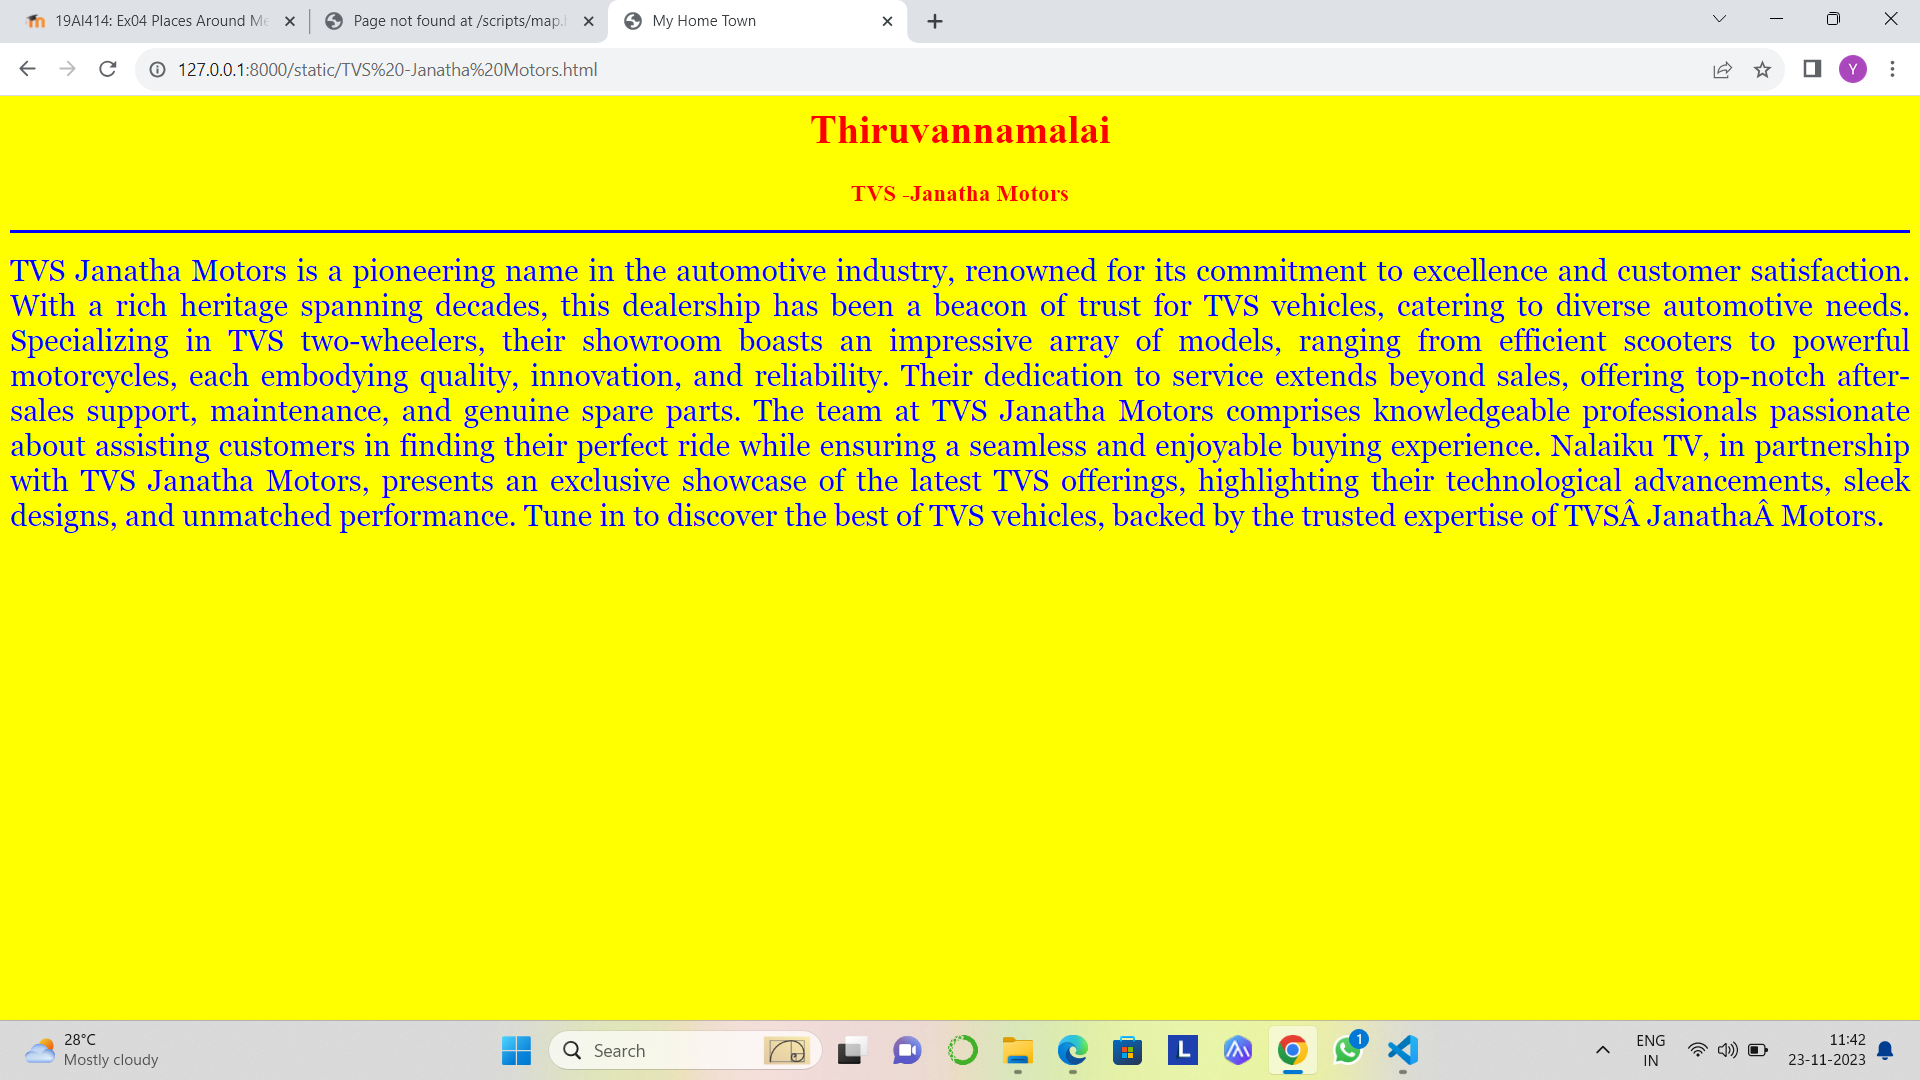 19AI414: Ex04 Places Around Me
Page not found at /scripts/map.
My Home Town
127.0.0.1:8000/static/TVS%20-Janatha%20Motors.html
Y
Thiruvannamalai
TVS -Janatha Motors
TVS Janatha Motors is a pioneering name in the automotive industry, renowned for its commitment to excellence and customer satisfaction.
With a rich heritage spanning decades, this dealership has been a beacon of trust for TVS vehicles, catering to diverse automotive needs.
Specializing in TVS two-wheelers, their showroom boasts an impressive array of models, ranging from efficient scooters to powerful
motorcycles, each embodying quality, innovation, and reliability. Their dedication to service extends beyond sales, offering top-notch after-
sales support, maintenance, and genuine spare parts. The team at TVS Janatha Motors comprises knowledgeable professionals passionate
about assisting customers in finding their perfect ride while ensuring a seamless and enjoyable buying experience. Nalaiku TV, in partnership
with TVS Janatha Motors, presents an exclusive showcase of the latest TVS offerings, highlighting their technological advancements, sleek
designs, and unmatched performance. Tune in to discover the best of TVS vehicles, backed by the trusted expertise of TVSÂ JanathaÂ Motors.
28°C
Mostly cloudy
Search
L
1
ENG
IN
11:42
23-11-2023